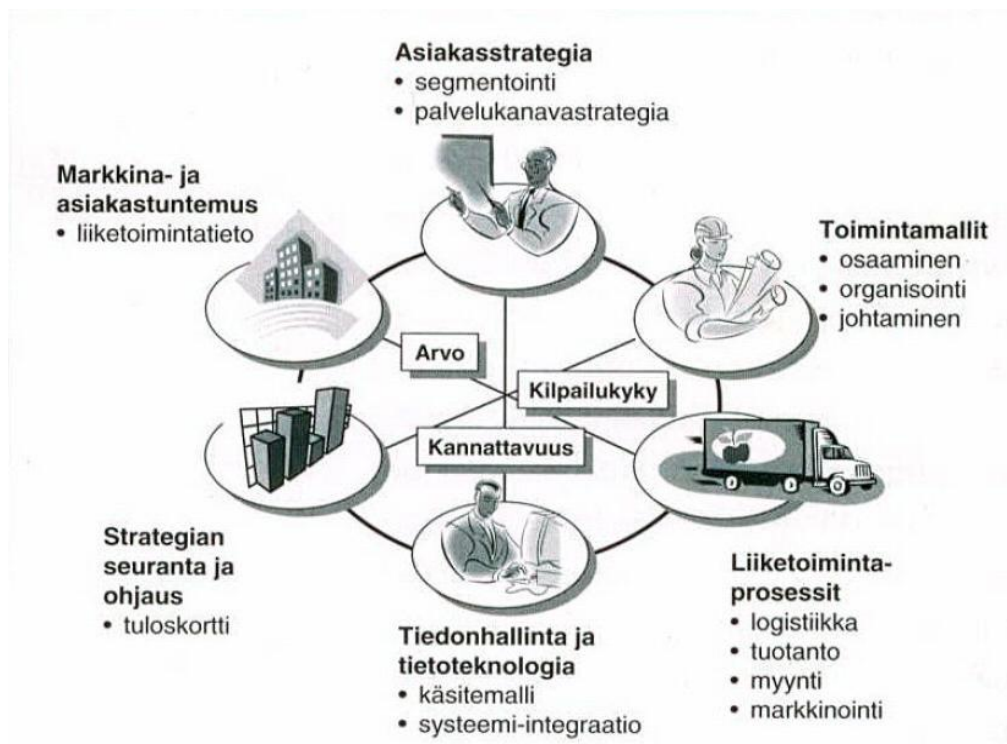 Asiakasstrategia
• segmentointi
• palvelukanavastrategia
Markkina- ja
asiakastuntemus
• liiketoimintatieto
Toimintamallit
• osaaminen
• organisointi
• johtaminen
Arvo
Kilpailukyky
Kannattavuus
Strategian
seuranta ja
ohjaus
• tuloskortti
Tiedonhallinta ja
tietoteknologia
• käsitemalli
• systeemi-integraatio
Liiketoiminta-
prosessit
• logistiikka
• tuotanto
• myynti
• markkinointi